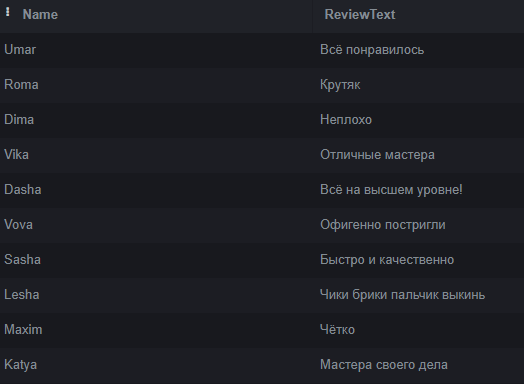 Name ReviewText
Umar Всё понравилось
Roma Крутяк
Dima Неплохо
Vika Отличные мастера
Dasha Всё на высшем уровне!
Vova Офигенно постригли
Sasha Быстро и качественно
Lesha Чики брики пальчик выкинь
Maxim Чётко
Katya Мастера своего дела